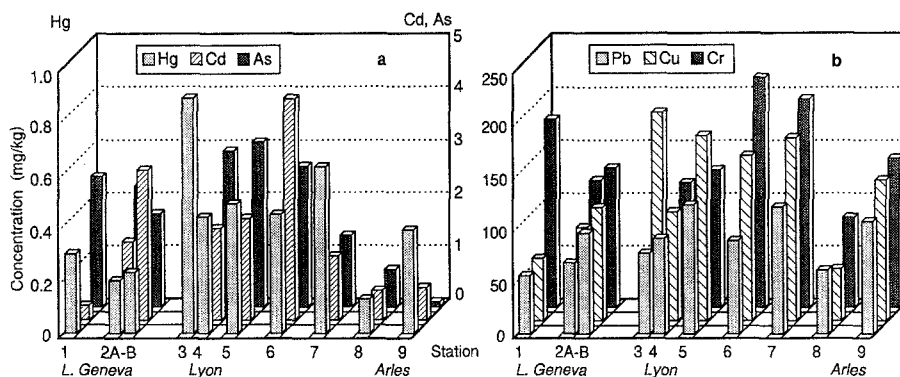 Hg
Cd, As
Hg Cd As
a
1.0
0.8
0.6
0.4
0.2
0
Concentration (mg/kg)
5
4
3
2
1
0
1 2A-B 3 4 5 6 7 8 9 Station
L. Geneva Lyon Arles
Pb Cu Cr
b
250
200
150
100
50
0
1 2A-B 3 4 5 6 7 8 9
L. Geneva Lyon Arles